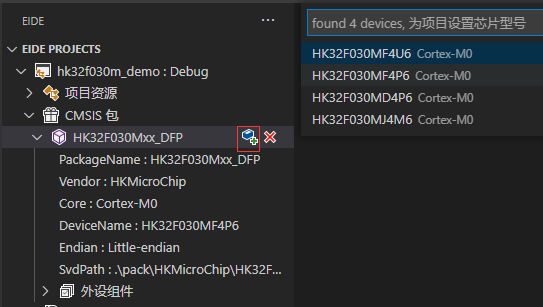 EIDE
EIDE PROJECTS
hk32f030m_demo : Debug
项目资源
CMSIS 包
HK32F030Mxx_DFP
PackageName : HK32F030Mxx_DFP
Vendor : HKMicroChip
Core : Cortex-M0
DeviceName : HK32F030MF4P6
Endian : Little-endian
SvdPath : .\pack\HKMicroChip\HK32F...
外设组件
found 4 devices, 为项目设置芯片型号
HK32F030MF4U6 Cortex-M0
HK32F030MF4P6 Cortex-M0
HK32F030MD4P6 Cortex-M0
HK32F030MJ4M6 Cortex-M0